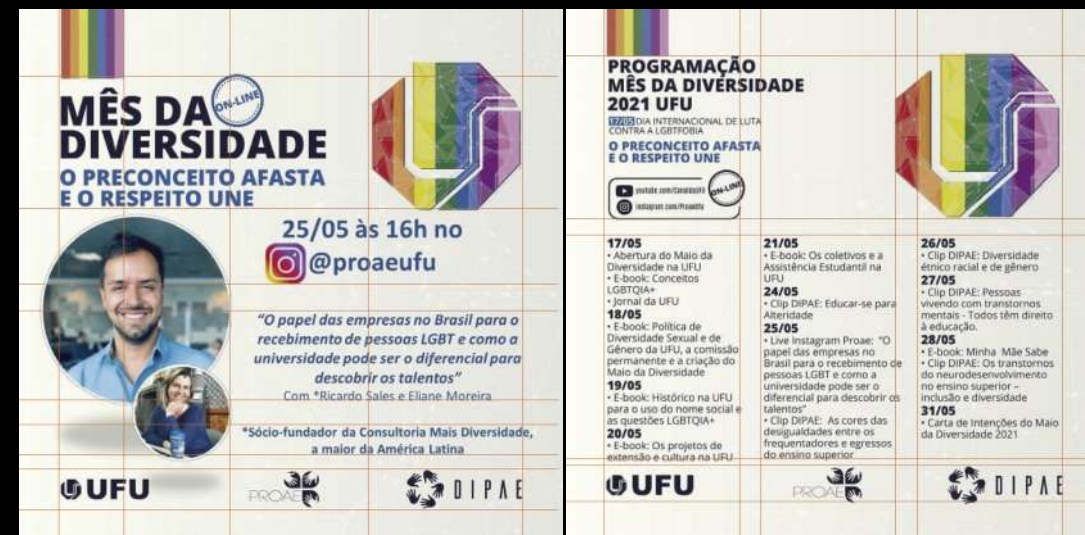 MÊS DA
ON-LINE
DIVERSIDADE
O PRECONCEITO AFASTA
E O RESPEITO UNE
25/05 às 16h no
@proaeufu
"O papel das empresas no Brasil para o
recebimento de pessoas LGBT e como a
universidade pode ser o diferencial para
descobrir os talentos"
Com *Ricardo Sales e Eliane Moreira
*Sócio-fundador da Consultoria Mais Diversidade,
a maior da América Latina
UFU
PROAE
DIPAE
PROGRAMAÇÃO
MÊS DA DIVERSIDADE
2021 UFU
17/05 DIA INTERNACIONAL DE LUTA
CONTRA A LGBTFOBIA
O PRECONCEITO AFASTA
E O RESPEITO UNE
ON-LINE
youtube.com/CanaldaUFU
instagram.com/ProaeUfu
17/05
• Abertura do Maio da
Diversidade na UFU
• E-book: Conceitos
LGBTQIA+
• Jornal da UFU
18/05
• E-book: Política de
Diversidade Sexual e de
Gênero da UFU, a comissão
permanente e a criação do
Maio da Diversidade
19/05
• E-book: Histórico na UFU
para o uso do nome social e
as questões LGBTQIA+
20/05
• E-book: Os projetos de
extensão e cultura na UFU
21/05
• E-book: Os coletivos e a
Assistência Estudantil na
UFU
24/05
• Clip DIPAE: Educar-se para
Alteridade
25/05
• Live Instagram Proae: "O
papel das empresas no
Brasil para o recebimento de
pessoas LGBT e como a
universidade pode ser o
diferencial para descobrir os
talentos"
• Clip DIPAE: As cores das
desigualdades entre os
frequentadores e egressos
do ensino superior
26/05
• Clip DIPAE: Diversidade
étnico racial e de gênero
27/05
• Clip DIPAE: Pessoas
vivendo com transtornos
mentais - Todos têm direito
à educação.
28/05
• E-book: Minha Mãe Sabe
• Clip DIPAE: Os transtornos
do neurodesenvolvimento
no ensino superior –
inclusão e diversidade
31/05
• Carta de Intenções do Maio
da Diversidade 2021
UFU
PROAE
DIPAE